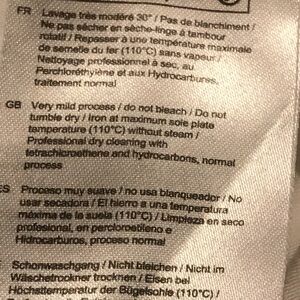 FR Lavage très modéré 30° / Pas de blanchiment /
Ne pas sécher en sèche-linge à tambour
rotatif / Repasser à une température maximale
de semelle du fer (110°C) sans vapeur /
Nettoyage professionnel à sec, au
Perchloréthylène et aux Hydrocarbures,
traitement normal
GB Very mild process / do not bleach / Do not
tumble dry / Iron at maximum sole plate
temperature (110°C) without steam /
Professional dry cleaning with
tetrachloroethene and hydrocarbons, normal
process
ES Proceso muy suave / no usa blanqueador / No
usar secadora / El hierro a una temperatura
máxima de la suela (110°C) / Limpieza en seco
profesional, en percloroetileno e
Hidrocarburos, proceso normal
Schonwaschgang / Nicht bleichen / Nicht im
Wäschetrockner trocknen / Eisen bei
Höchsttemperatur der Bügelsohle (110°C) /